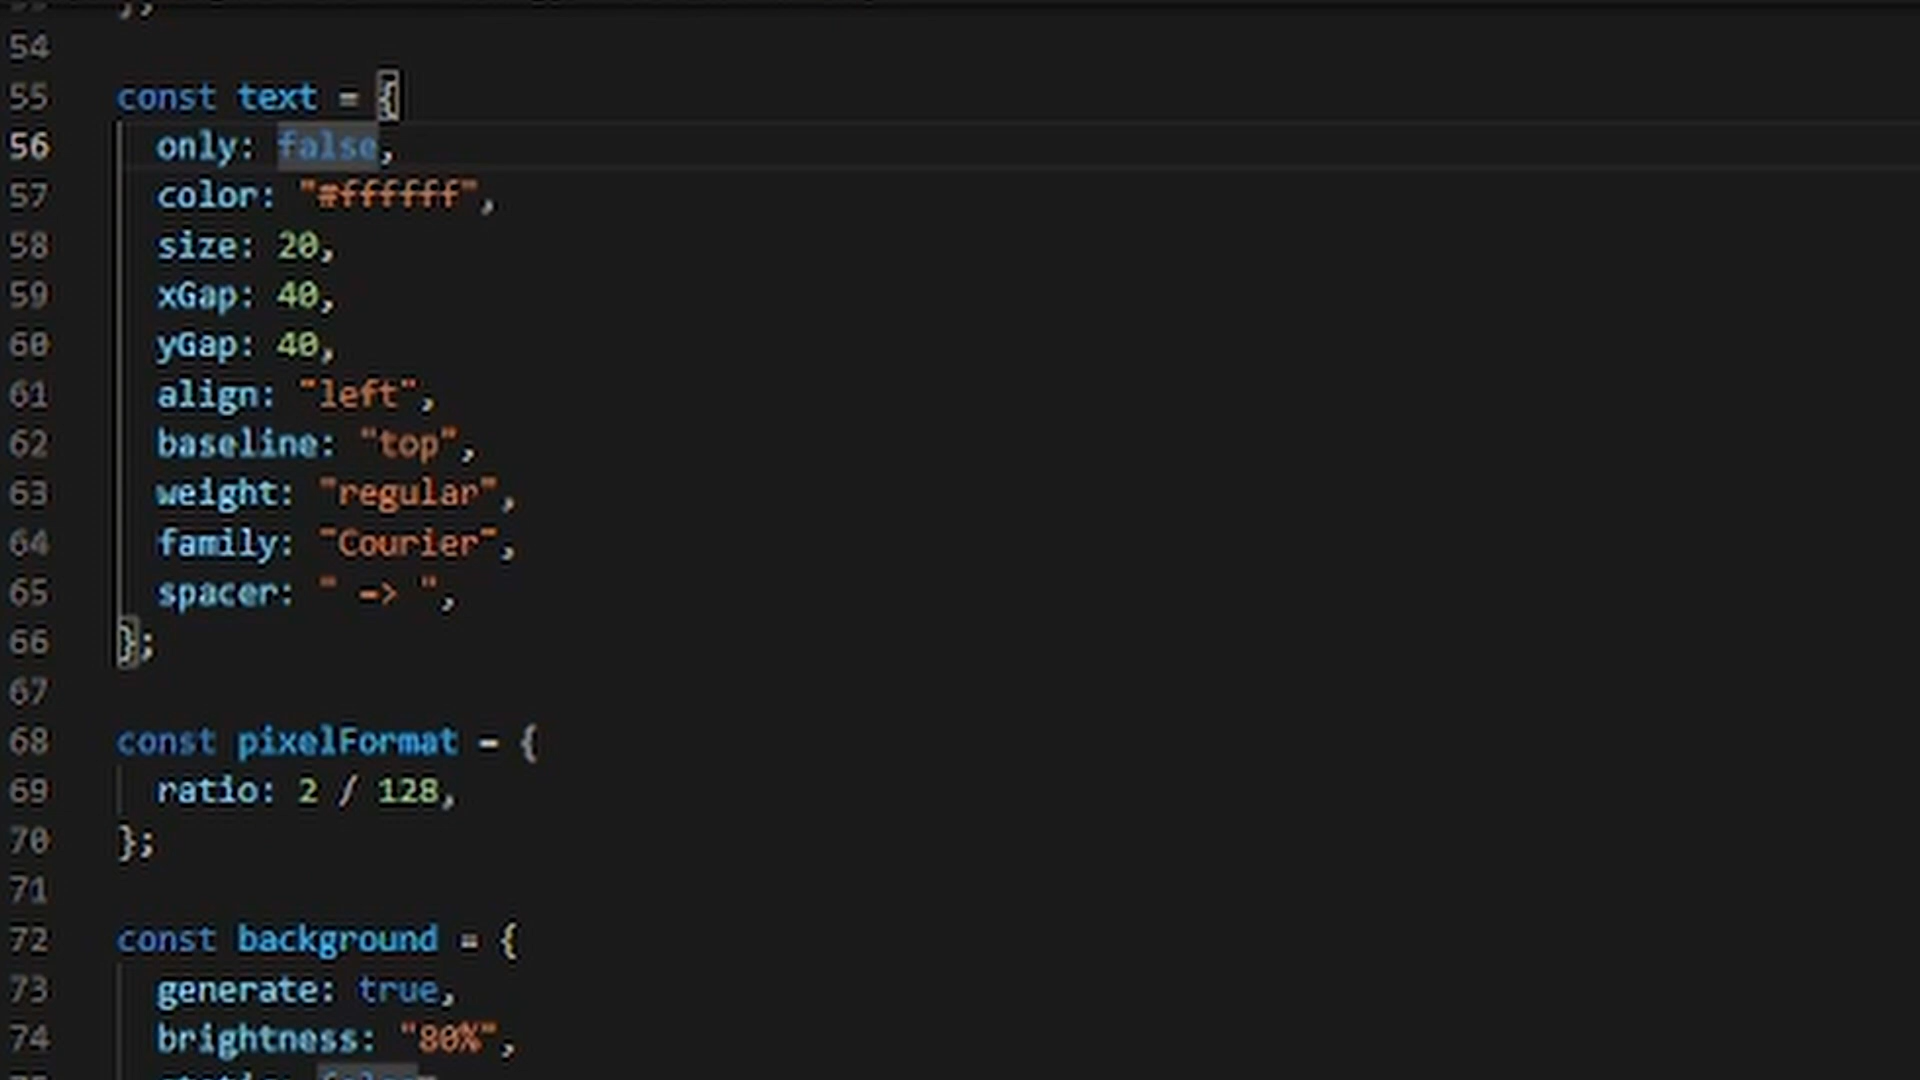 54
55 const text = {
56 only: false,
57 color: "#ffffff",
58 size: 20,
59 xGap: 40,
60 yGap: 40,
61 align: "left",
62 baseline: "top",
63 weight: "regular",
64 family: "Courier",
65 spacer: " => ",
66 };
67
68 const pixelFormat = {
69 ratio: 2 / 128,
70 };
71
72 const background = {
73 generate: true,
74 brightness: "80%",